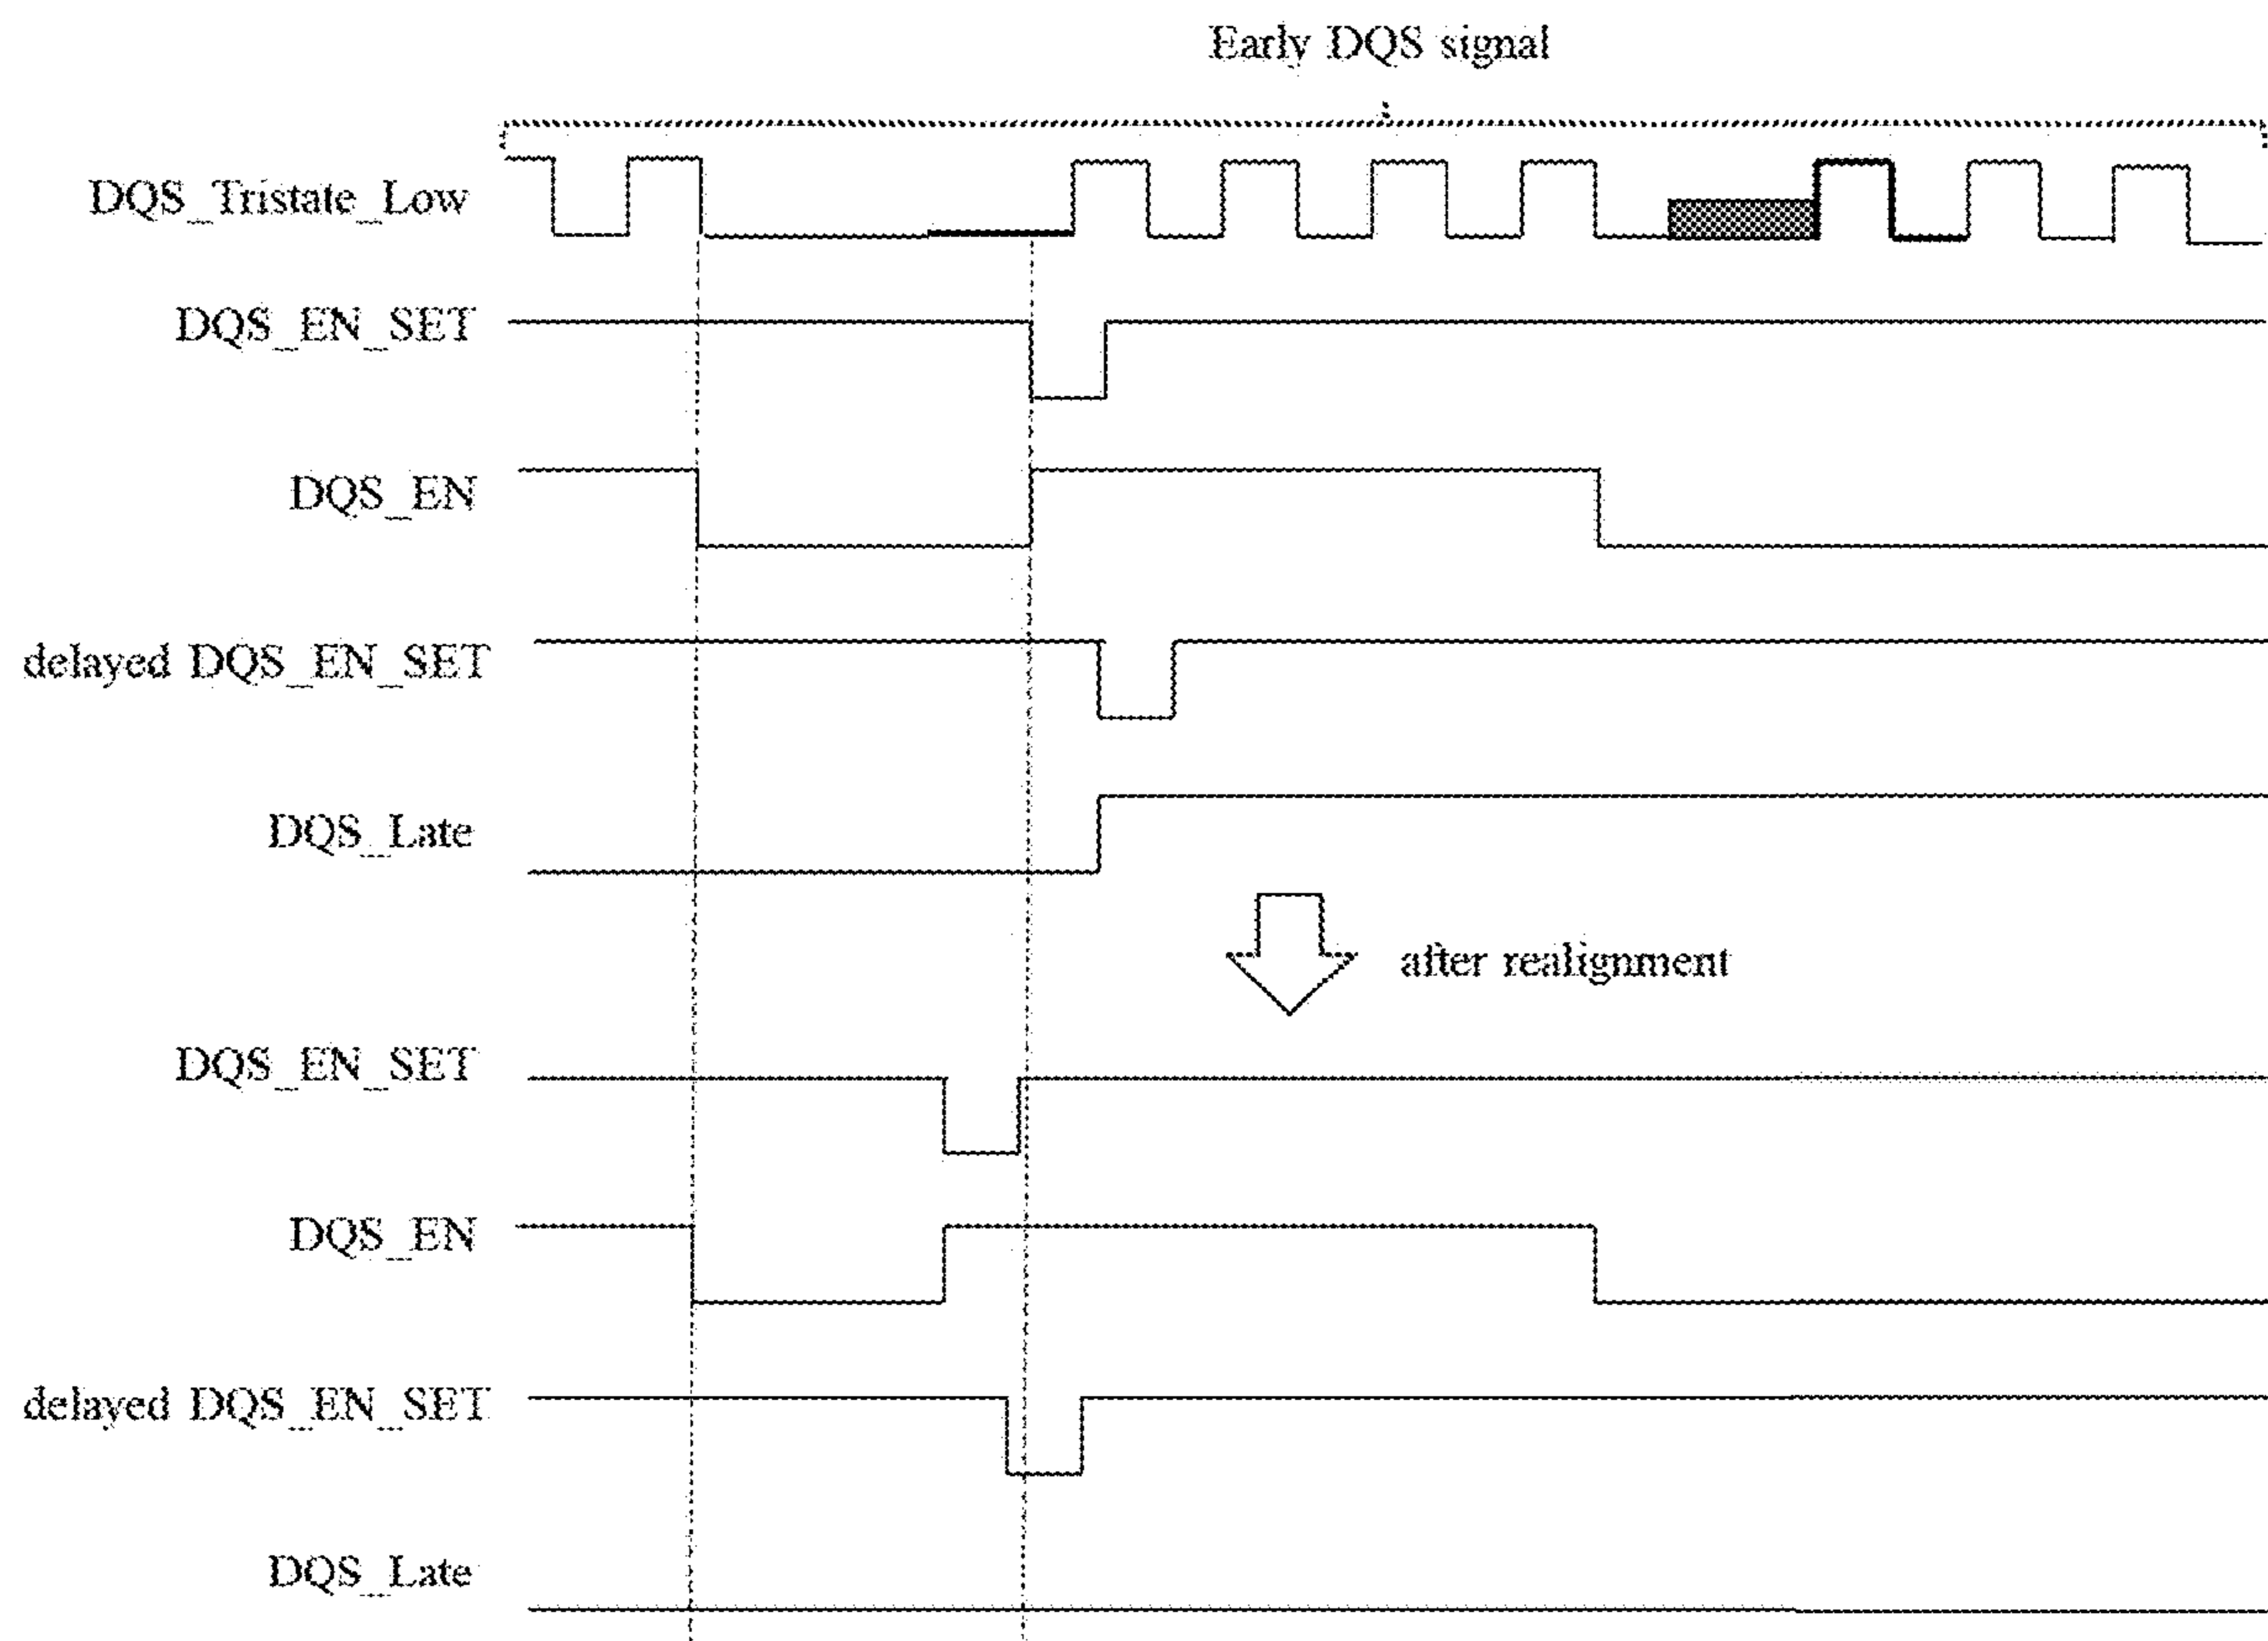 Early DQS signal
DQS_Tristate_Low
DQS_EN_SET
DQS_EN
delayed DQS_EN_SET
DQS_Late
after realignment
DQS_EN_SET
DQS_EN
delayed DQS_EN_SET
DQS_Late